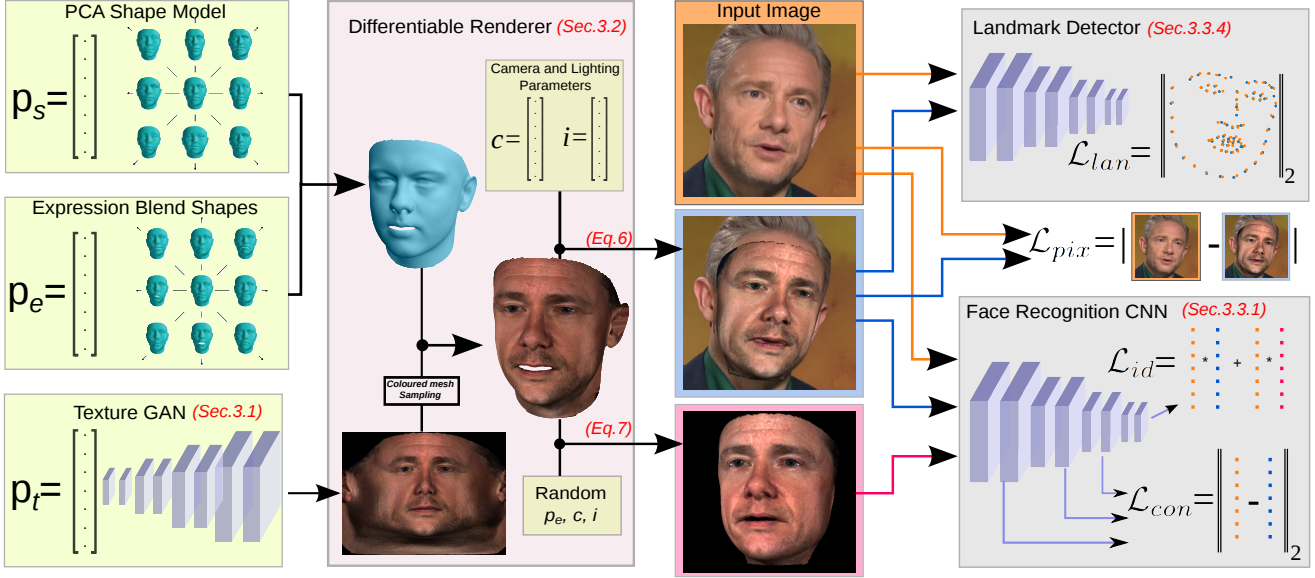 PCA Shape Model
p_s=
Expression Blend Shapes
p_e=
Texture GAN (Sec.3.1)
p_t=
Differentiable Renderer (Sec.3.2)
Camera and Lighting
Parameters
c= i=
(Eq.6)
Coloured mesh
Sampling
(Eq.7)
Random
p_e, c, i
Input Image
Landmark Detector (Sec.3.3.4)
ℒ_lan= ‖ ‖_2
ℒ_pix=| - |
Face Recognition CNN (Sec.3.3.1)
ℒ_id= * + *
ℒ_con= ‖ - ‖_2